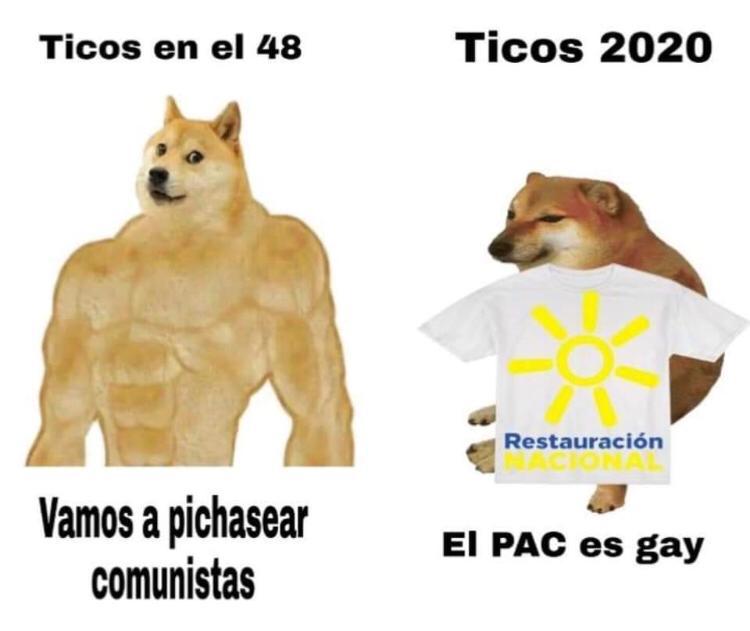 Ticos en el 48
Ticos 2020
Vamos a pichasear
comunistas
Restauración
NACIONAL
El PAC es gay